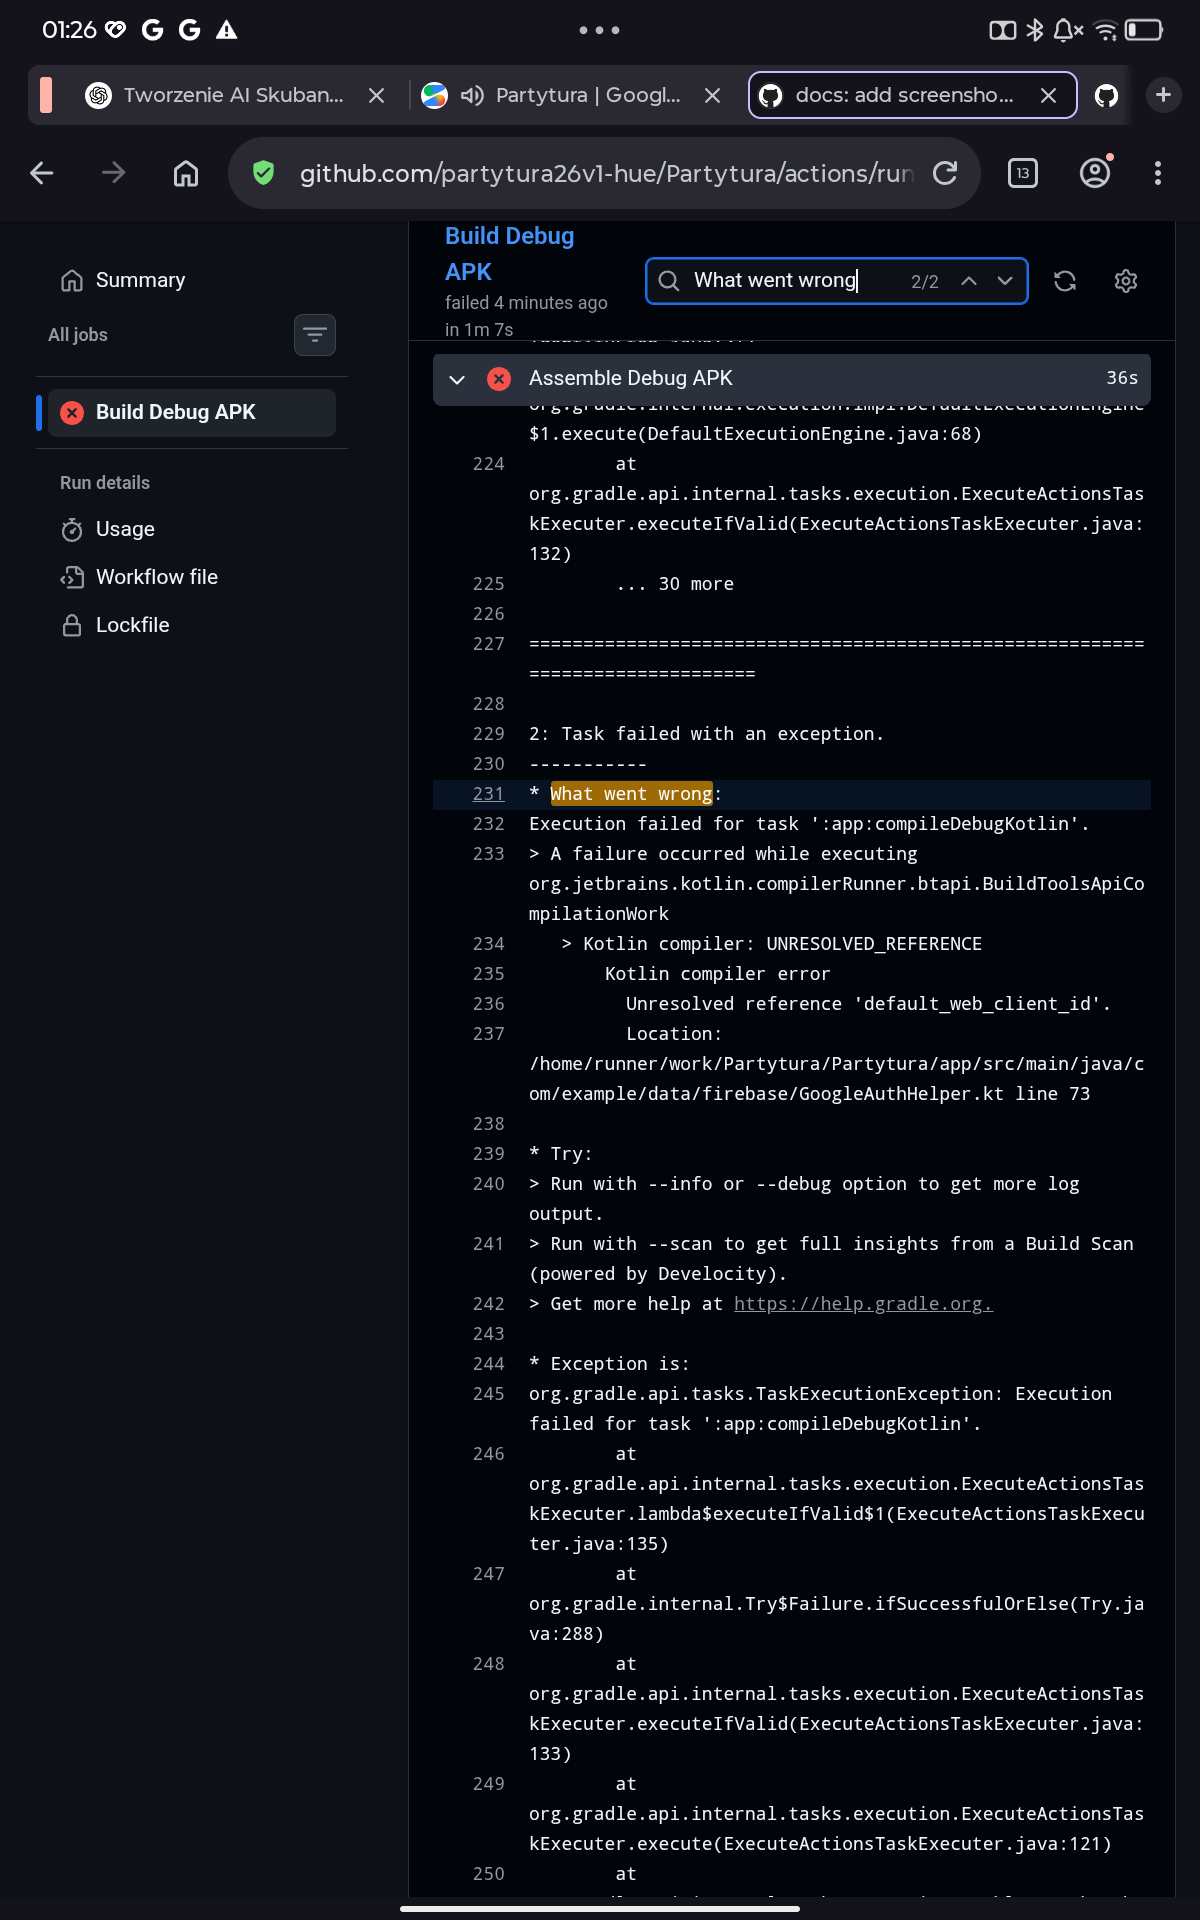 01:26
Tworzenie AI Skuban...
Partytura | Googl...
docs: add screensho...
github.com/partytura26v1-hue/Partytura/actions/run
13
Summary
All jobs
Build Debug APK
Run details
Usage
Workflow file
Lockfile
Build Debug
APK
failed 4 minutes ago
in 1m 7s
What went wrong 2/2
Assemble Debug APK 36s
org.gradle.internal.execution.impl.DefaultExecutionEngine
$1.execute(DefaultExecutionEngine.java:68)
224 at
org.gradle.api.internal.tasks.execution.ExecuteActionsTas
kExecuter.executeIfValid(ExecuteActionsTaskExecuter.java:
132)
225 ... 30 more
226
227 =========================================================
=====================
228
229 2: Task failed with an exception.
230 -----------
231 * What went wrong:
232 Execution failed for task ':app:compileDebugKotlin'.
233 > A failure occurred while executing
org.jetbrains.kotlin.compilerRunner.btapi.BuildToolsApiCo
mpilationWork
234 > Kotlin compiler: UNRESOLVED_REFERENCE
235 Kotlin compiler error
236 Unresolved reference 'default_web_client_id'.
237 Location:
/home/runner/work/Partytura/Partytura/app/src/main/java/c
om/example/data/firebase/GoogleAuthHelper.kt line 73
238
239 * Try:
240 > Run with --info or --debug option to get more log
output.
241 > Run with --scan to get full insights from a Build Scan
(powered by Develocity).
242 > Get more help at https://help.gradle.org.
243
244 * Exception is:
245 org.gradle.api.tasks.TaskExecutionException: Execution
failed for task ':app:compileDebugKotlin'.
246 at
org.gradle.api.internal.tasks.execution.ExecuteActionsTas
kExecuter.lambda$executeIfValid$1(ExecuteActionsTaskExecu
ter.java:135)
247 at
org.gradle.internal.Try$Failure.ifSuccessfulOrElse(Try.ja
va:288)
248 at
org.gradle.api.internal.tasks.execution.ExecuteActionsTas
kExecuter.executeIfValid(ExecuteActionsTaskExecuter.java:
133)
249 at
org.gradle.api.internal.tasks.execution.ExecuteActionsTas
kExecuter.execute(ExecuteActionsTaskExecuter.java:121)
250 at